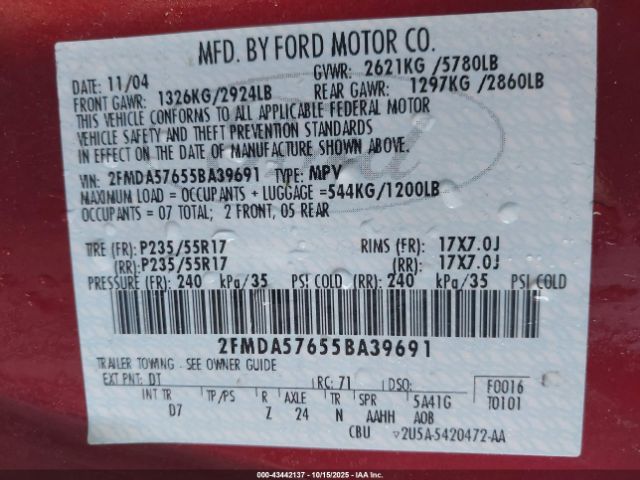 MFD. BY FORD MOTOR CO.
DATE: 11/04 GVWR: 2621KG /5780LB
FRONT GAWR: 1326KG/2924LB REAR GAWR: 1297KG /2860LB
THIS VEHICLE CONFORMS TO ALL APPLICABLE FEDERAL MOTOR
VEHICLE SAFETY AND THEFT PREVENTION STANDARDS
IN EFFECT ON THE DATE OF MANUFACTURE SHOWN ABOVE.
VIN: 2FMDA57655BA39691 TYPE: MPV
MAXIMUM LOAD = OCCUPANTS + LUGGAGE = 544KG/1200LB
OCCUPANTS = 07 TOTAL; 2 FRONT, 05 REAR
TIRE (FR): P235/55R17 RIMS (FR): 17X7.0J
(RR): P235/55R17 (RR): 17X7.0J
PRESSURE (FR): 240 kPa/35 PSI COLD (RR): 240 kPa/35 PSI COLD
2FMDA57655BA39691
TRAILER TOWING - SEE OWNER GUIDE
EXT PNT: DT RC: 71 DSO: F0016
INT TR TP/PS R AXLE TR SPR 5A41G T0101
D7 Z 24 N AAHH AOB
CBU ▽2U5A-5420472-AA
000-43442137 - 10/15/2025 - IAA Inc.